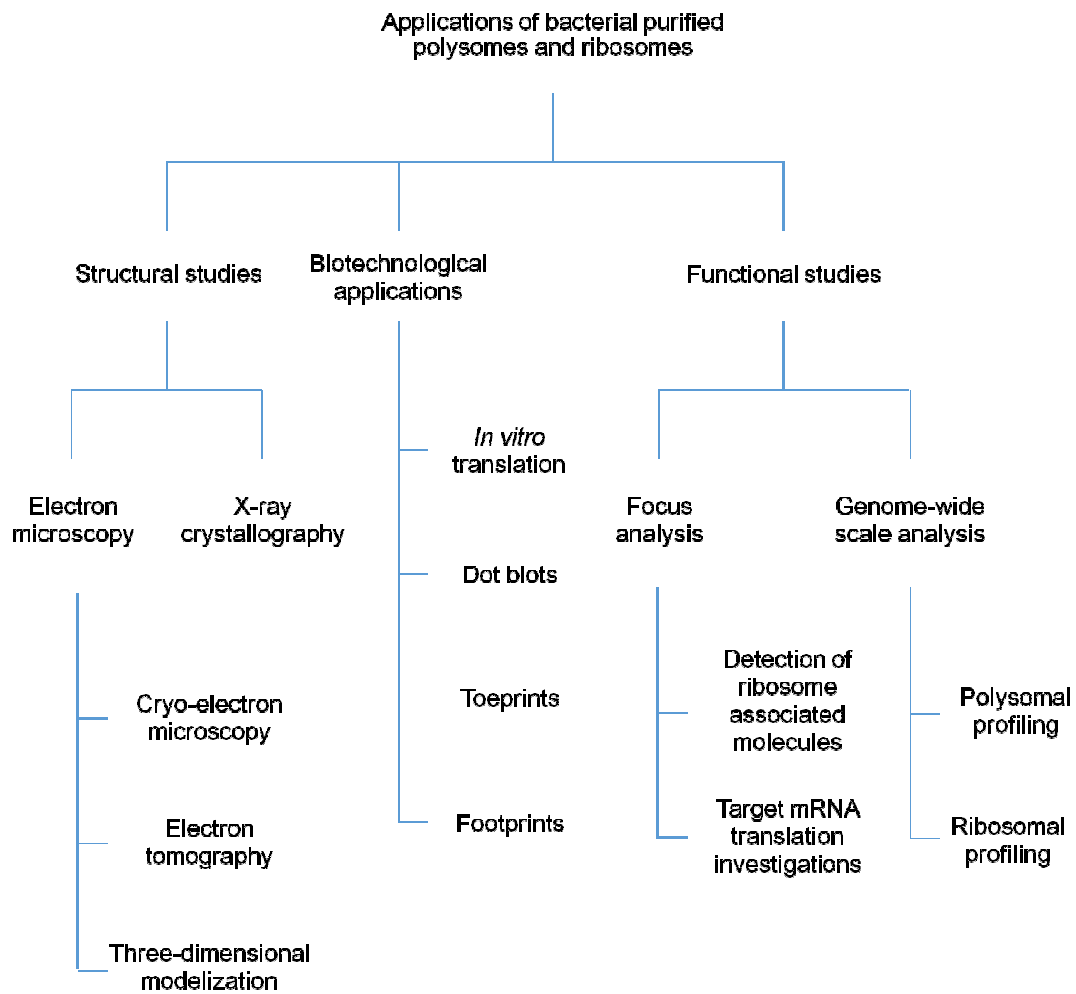 Applications of bacterial purified
polysomes and ribosomes
Structural studies
Biotechnological
applications
Functional studies
Electron
microscopy
X-ray
crystallography
In vitro
translation
Dot blots
Toeprints
Footprints
Focus
analysis
Genome-wide
scale analysis
Cryo-electron
microscopy
Electron
tomography
Three-dimensional
modelization
Detection of
ribosome
associated
molecules
Target mRNA
translation
investigations
Polysomal
profiling
Ribosomal
profiling